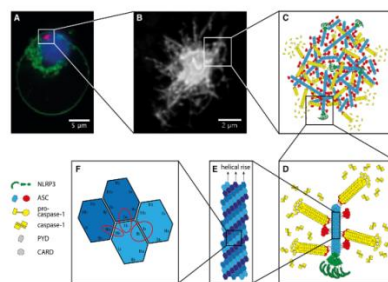 A
B
C
5 μm
2 μm
F
E
helical rise
D
NLRP3
ASC
pro-
caspase-1
caspase-1
PYD
CARD